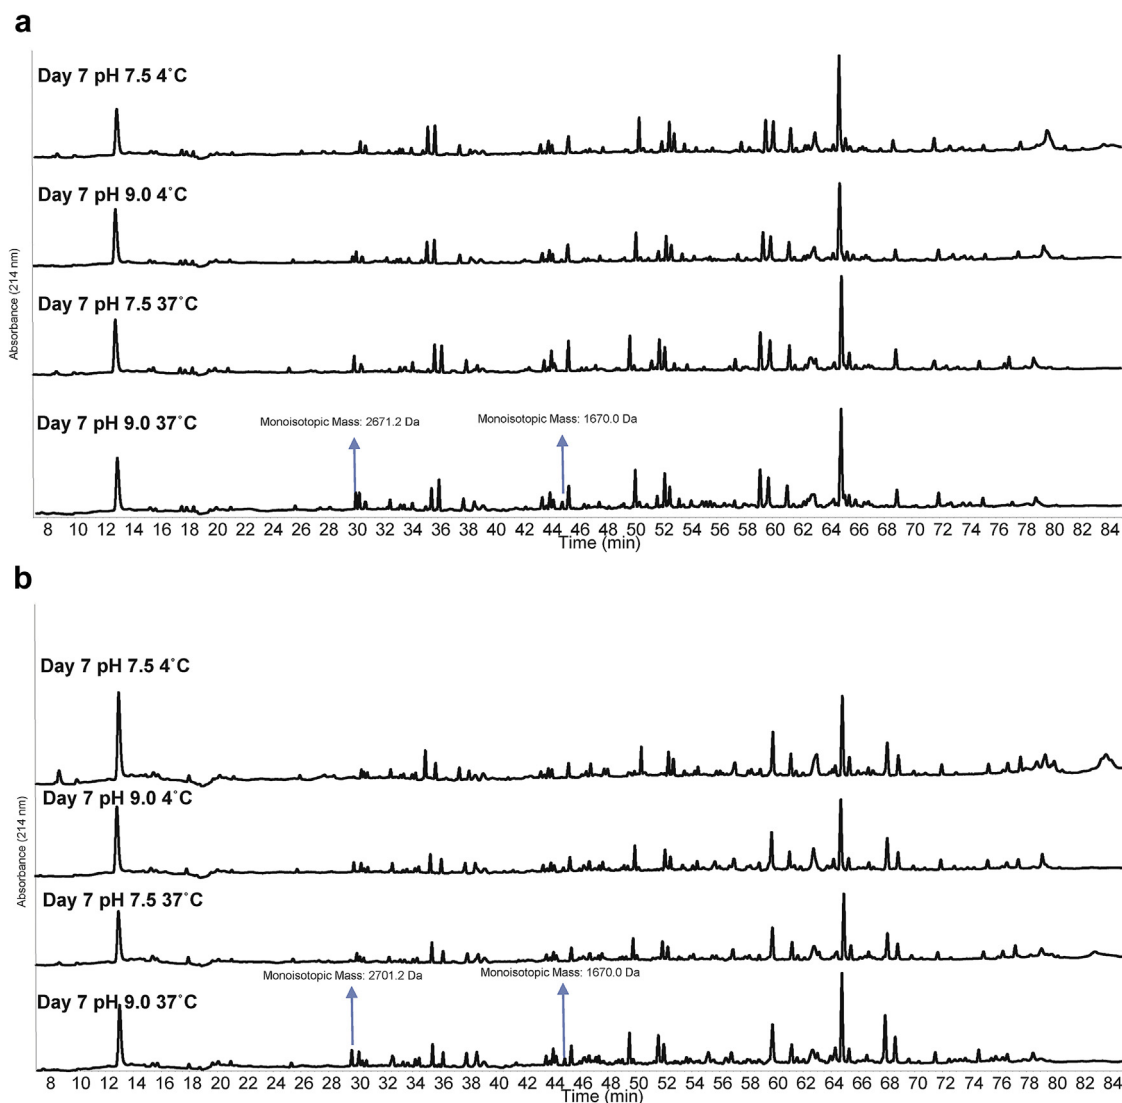 a
Day 7 pH 7.5 4°C
Day 7 pH 9.0 4°C
Day 7 pH 7.5 37°C
Day 7 pH 9.0 37°C
Monoisotopic Mass: 2671.2 Da
Monoisotopic Mass: 1670.0 Da
Absorbance (214 nm)
8 10 12 14 16 18 20 22 24 26 28 30 32 34 36 38 40 42 44 46 48 50 52 54 56 58 60 62 64 66 68 70 72 74 76 78 80 82 84
Time (min)
b
Day 7 pH 7.5 4°C
Day 7 pH 9.0 4°C
Day 7 pH 7.5 37°C
Monoisotopic Mass: 2701.2 Da
Monoisotopic Mass: 1670.0 Da
Day 7 pH 9.0 37°C
Absorbance (214 nm)
8 10 12 14 16 18 20 22 24 26 28 30 32 34 36 38 40 42 44 46 48 50 52 54 56 58 60 62 64 66 68 70 72 74 76 78 80 82 84
Time (min)